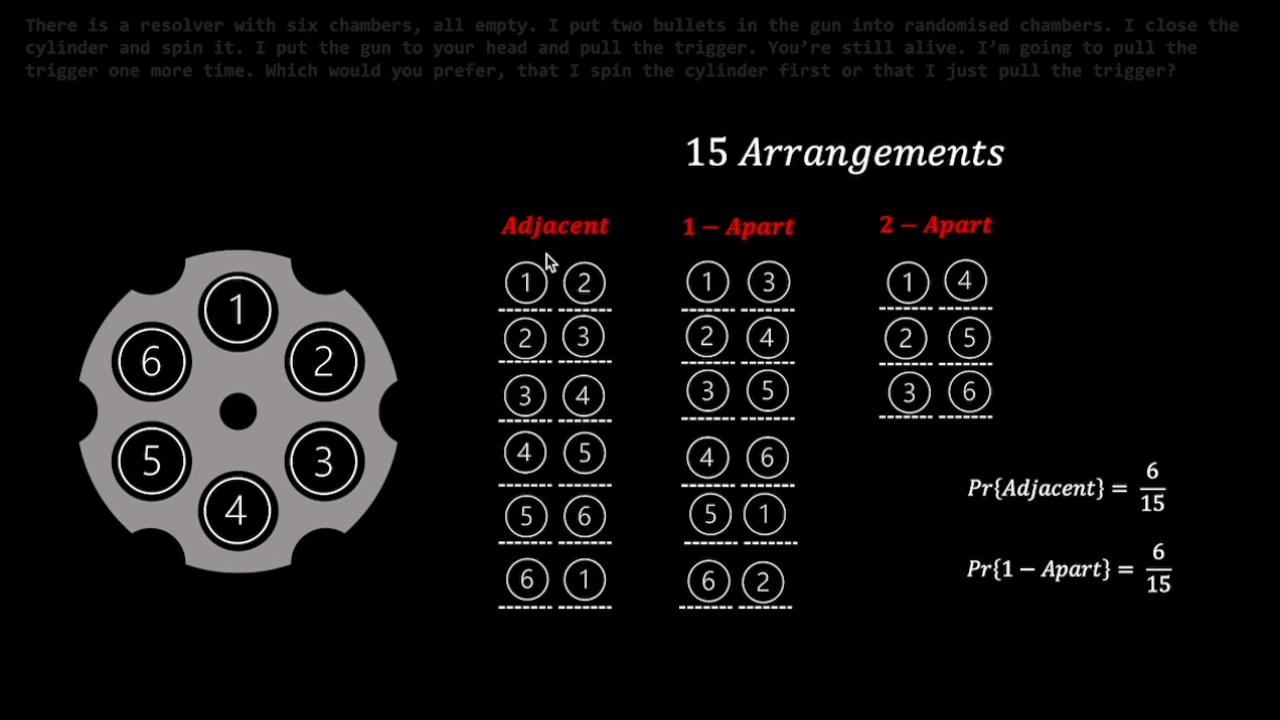 There is a resolver with six chambers, all empty. I put two bullets in the gun into randomised chambers. I close the
cylinder and spin it. I put the gun to your head and pull the trigger. You’re still alive. I’m going to pull the
trigger one more time. Which would you prefer, that I spin the cylinder first or that I just pull the trigger?
15 Arrangements
Adjacent 1 – Apart 2 – Apart
1 2 1 3 1 4
2 3 2 4 2 5
3 4 3 5 3 6
4 5 4 6
5 6 5 1
6 1 6 2
1
6 2
5 3
4
Pr{Adjacent} = 6/15
Pr{1 – Apart} = 6/15